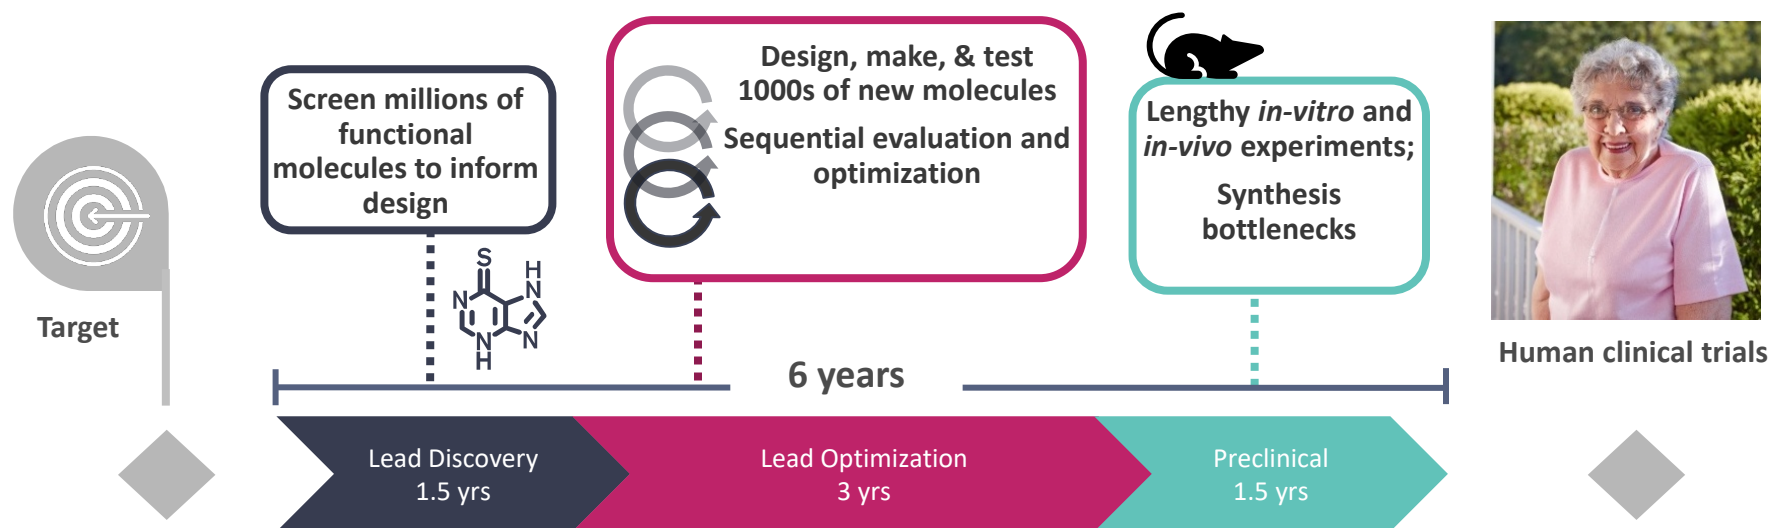 Target
Screen millions of
functional
molecules to inform
design
S
N
H
N
N
H
N
Design, make, & test
1000s of new molecules
Sequential evaluation and
optimization
Lengthy in-vitro and
in-vivo experiments;
Synthesis
bottlenecks
Human clinical trials
6 years
Lead Discovery
1.5 yrs
Lead Optimization
3 yrs
Preclinical
1.5 yrs